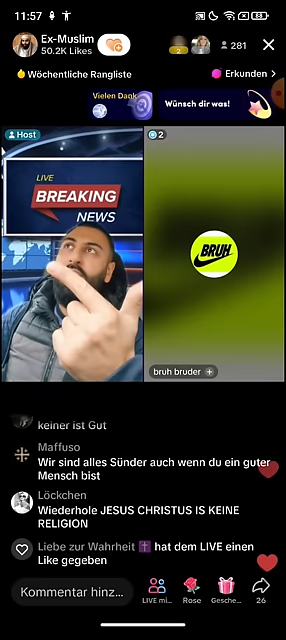 11:57
53
Ex-Muslim
50.2K Likes
2
281
Wöchentliche Rangliste
Erkunden >
Vielen Dank
Wünsch dir was!
Host
2
LIVE
BREAKING
NEWS
BRUH
bruh bruder +
keiner ist Gut
Maffuso
Wir sind alles Sünder auch wenn du ein guter
Mensch bist
Löckchen
Wiederhole JESUS CHRISTUS IS KEINE
RELIGION
Liebe zur Wahrheit ✝️ hat dem LIVE einen
Like gegeben
Kommentar hinz...
LIVE mi...
Rose
Gesche...
26